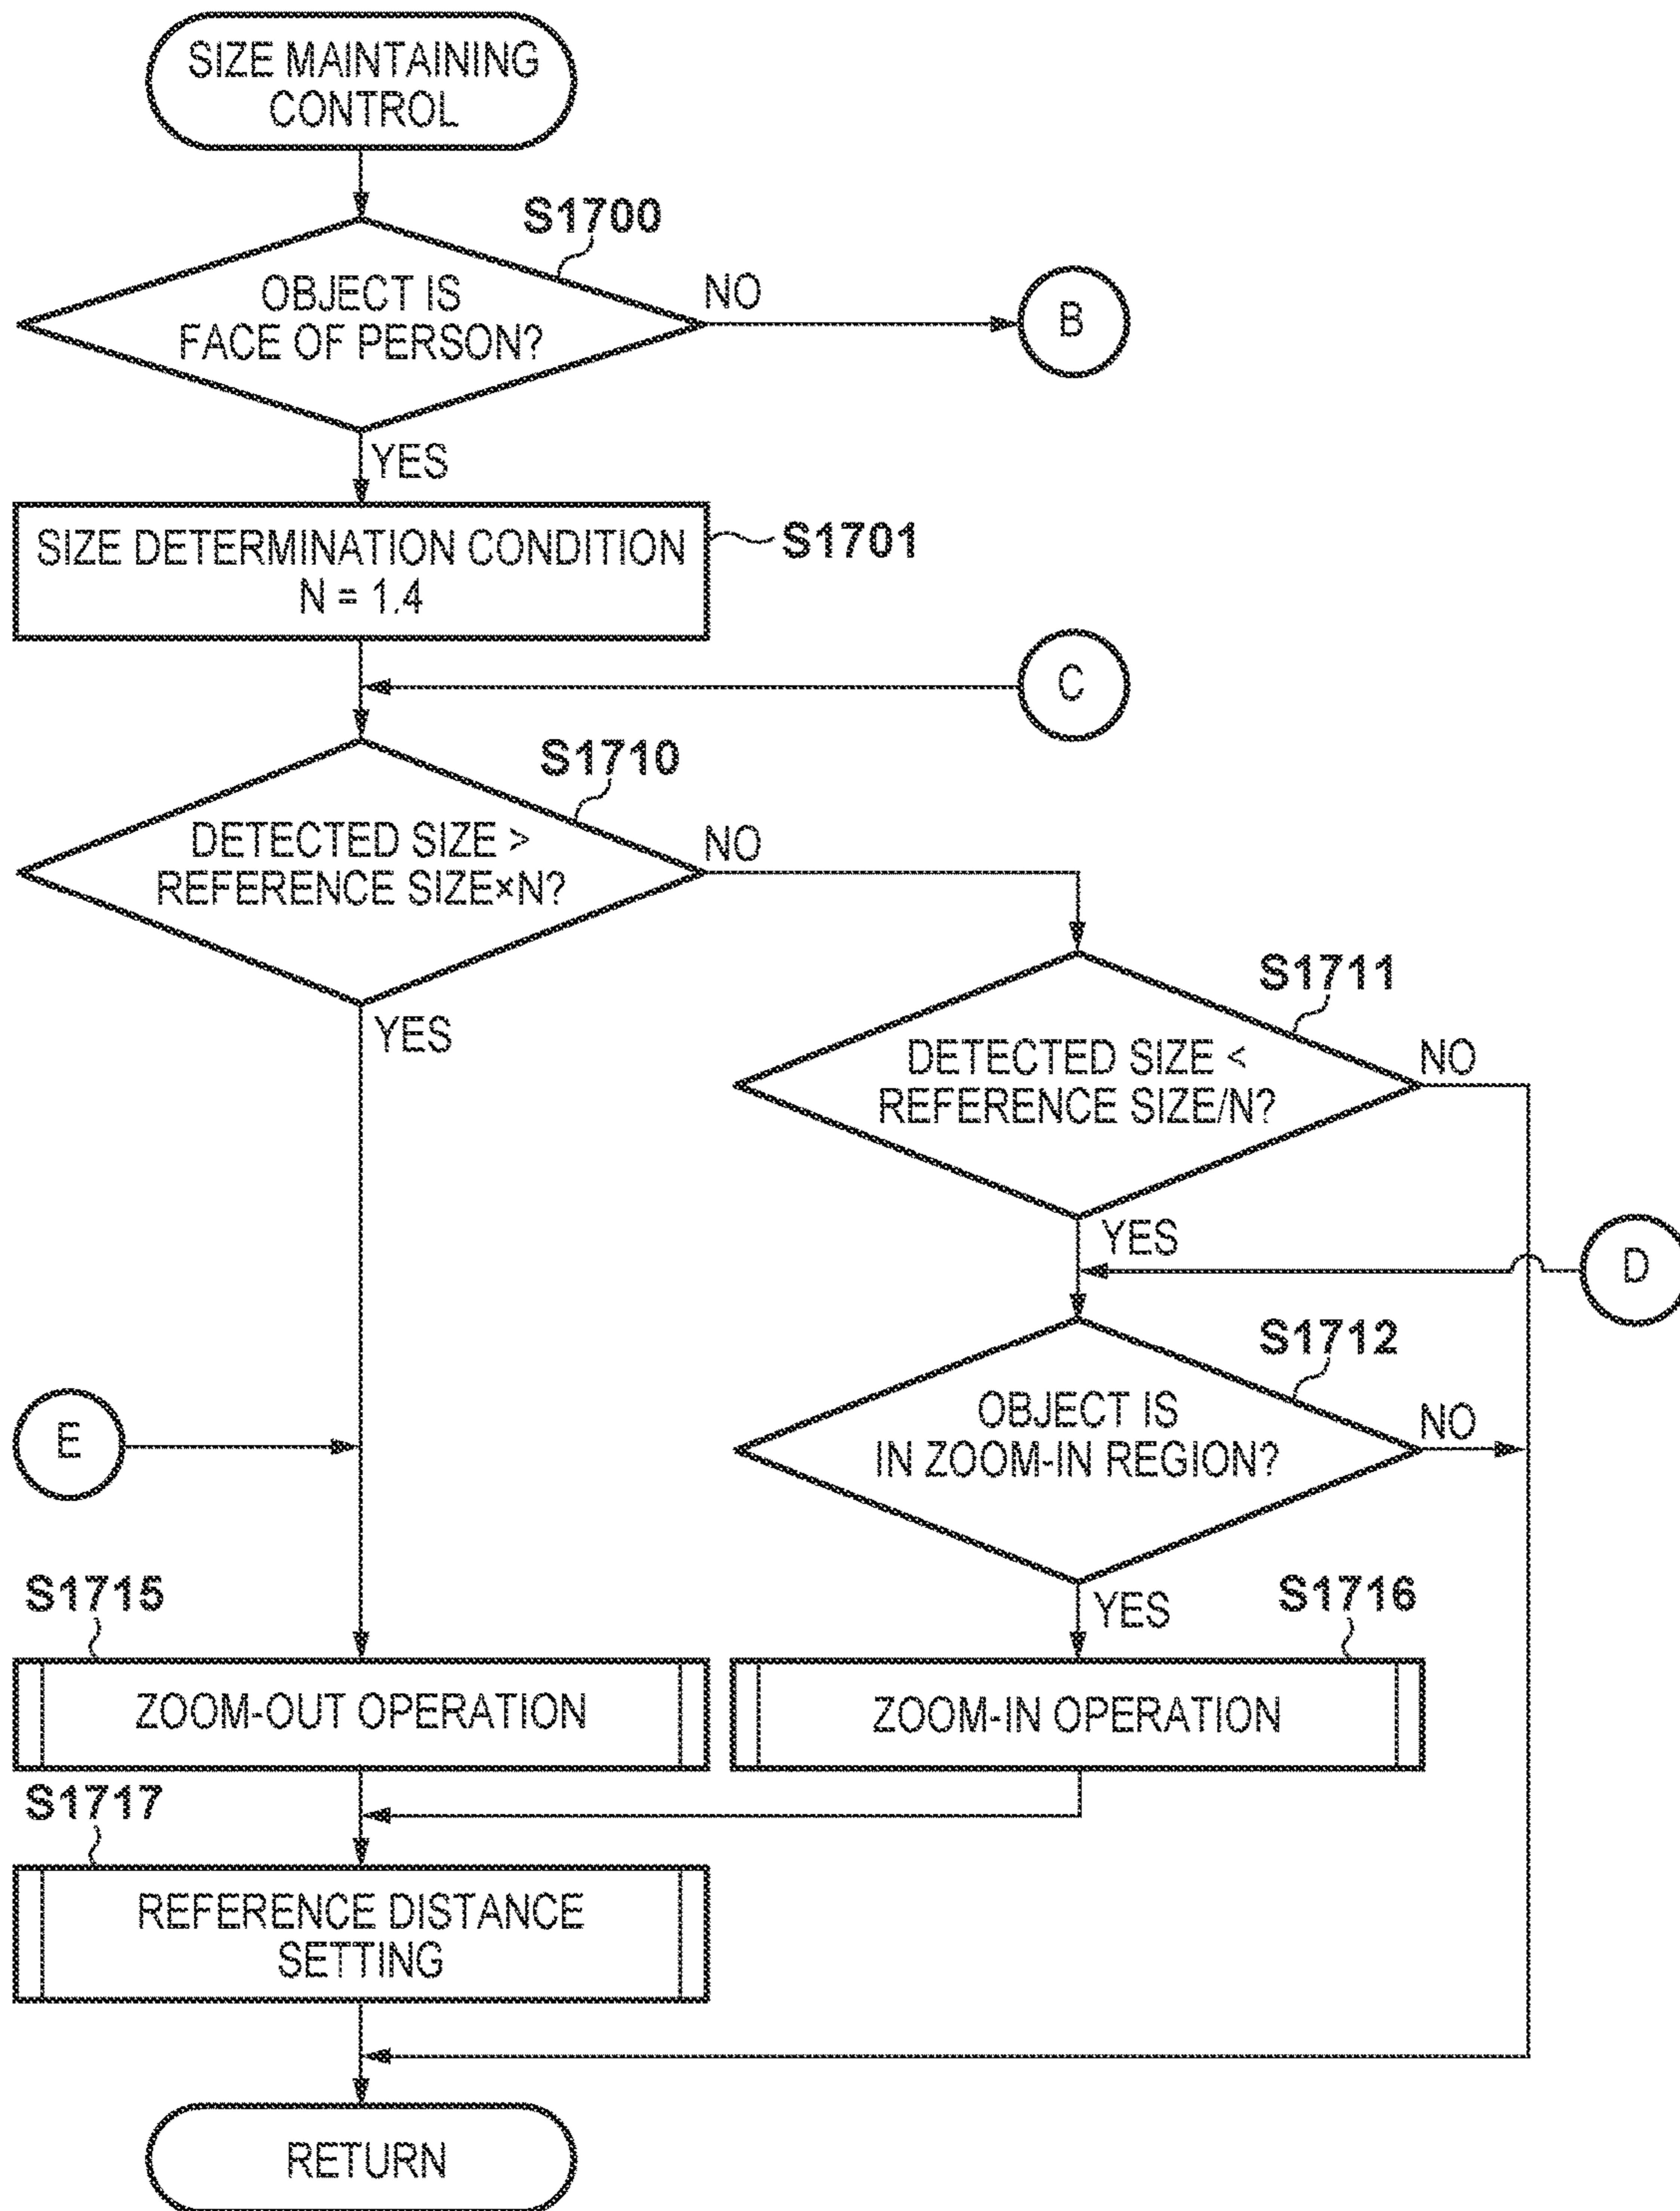 SIZE MAINTAINING
CONTROL
S1700
OBJECT IS
FACE OF PERSON?
NO
B
YES
SIZE DETERMINATION CONDITION
N = 1.4
S1701
C
S1710
DETECTED SIZE >
REFERENCE SIZE×N?
NO
YES
S1711
DETECTED SIZE <
REFERENCE SIZE/N?
NO
YES
D
S1712
OBJECT IS
IN ZOOM-IN REGION?
NO
E
YES
S1715
S1716
ZOOM-OUT OPERATION
ZOOM-IN OPERATION
S1717
REFERENCE DISTANCE
SETTING
RETURN